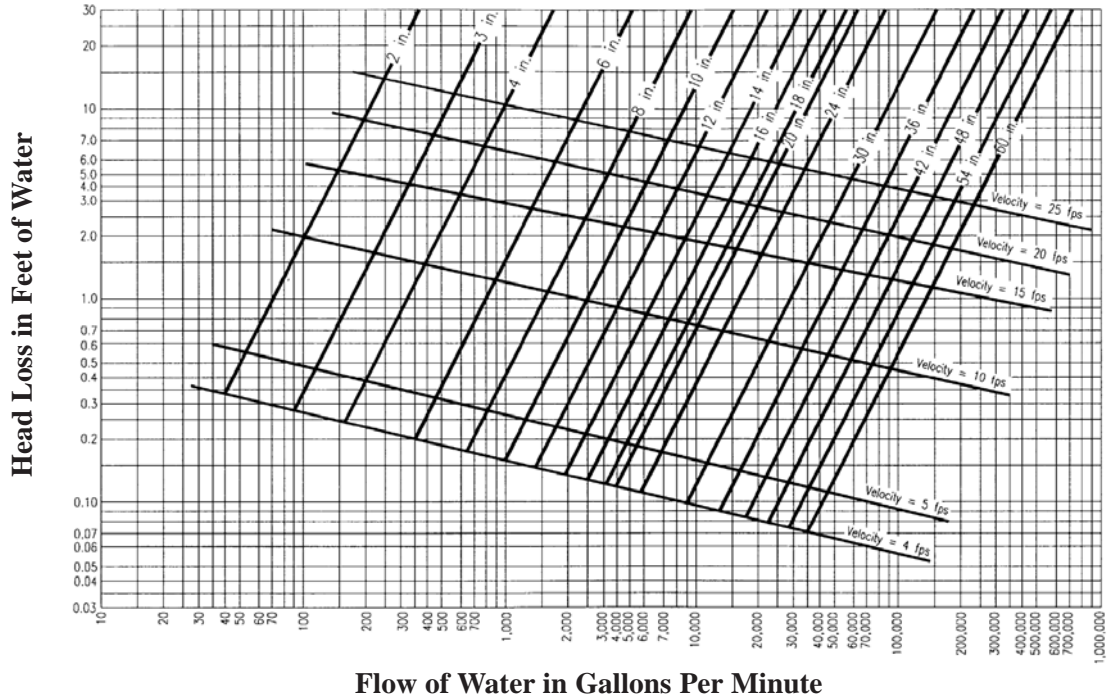 Head Loss in Feet of Water
30
20
10
7.0
6.0
5.0
4.0
3.0
2.0
1.0
0.7
0.6
0.5
0.4
0.3
0.2
0.10
0.07
0.06
0.05
0.04
0.03
2 in.
3 in.
4 in.
6 in.
8 in.
10 in.
12 in.
14 in.
16 in.
18 in.
20 in.
24 in.
30 in.
36 in.
42 in.
48 in.
54 in.
60 in.
Velocity = 25 fps
Velocity = 20 fps
Velocity = 15 fps
Velocity = 10 fps
Velocity = 5 fps
Velocity = 4 fps
10
20
30
40
50
60
70
100
200
300
400
500
700
1,000
2,000
3,000
4,000
5,000
6,000
7,000
10,000
20,000
30,000
40,000
50,000
60,000
70,000
100,000
200,000
300,000
400,000
500,000
600,000
700,000
1,000,000
Flow of Water in Gallons Per Minute